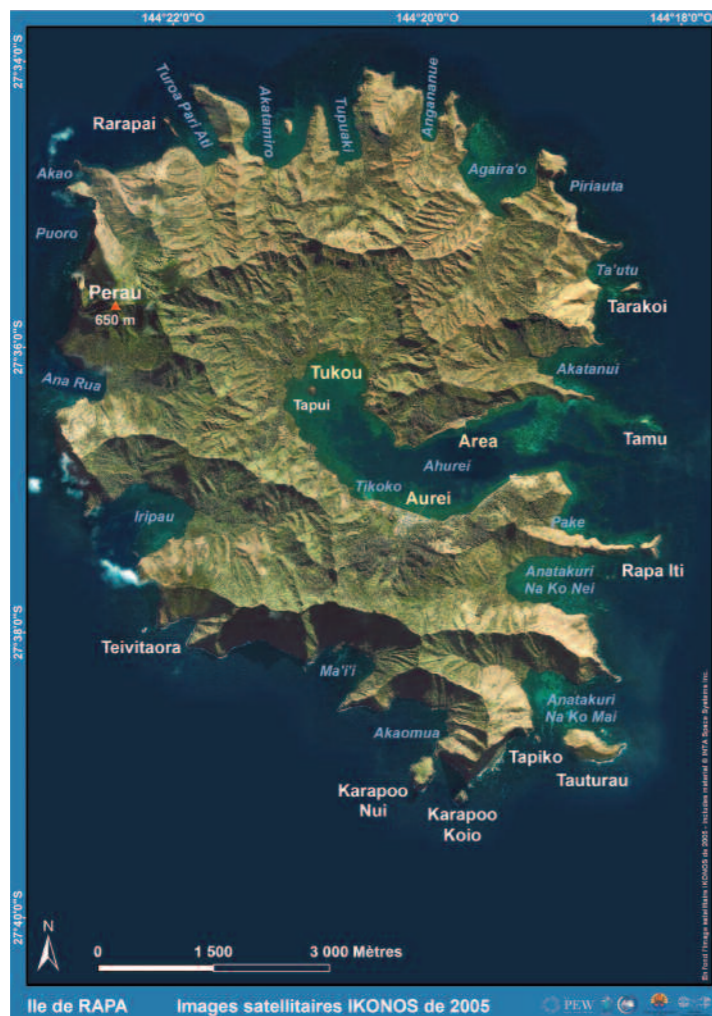 144°22'0"O
144°20'0"O
144°18'0"O
27°34'0"S
27°36'0"S
27°38'0"S
27°40'0"S
Turoa Pari Ati
Akatamiro
Tupuaki
Angananue
Rarapai
Agaira'o
Akao
Piriauta
Puoro
Ta'utu
Perau
650 m
Tarakoi
Tukou
Akatanui
Ana Rua
Tapui
Area
Tamu
Ahurei
Tikoko
Aurei
Iripau
Pake
Rapa Iti
Anatakuri
Na Ko Nei
Teivitaora
Ma'i'i
Anatakuri
Na Ko Mai
Akaomua
Tapiko
Tauturau
Karapoo
Nui
Karapoo
Koio
N
0
1 500
3 000 Mètres
Ile de RAPA
Images satellitaires IKONOS de 2005
PEW